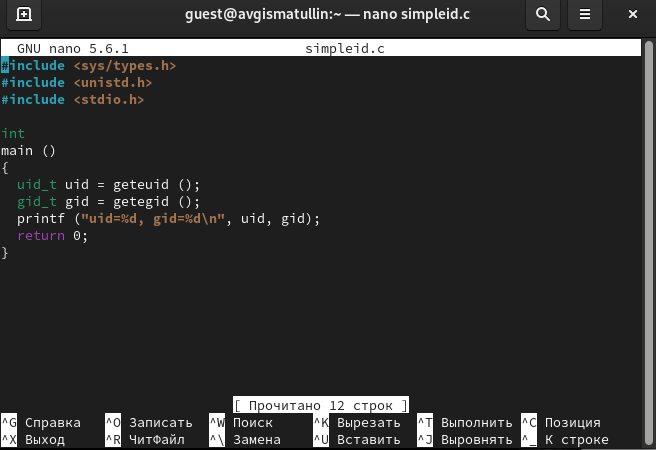 guest@avgismatullin:~ — nano simpleid.c
GNU nano 5.6.1 simpleid.c
#include <sys/types.h>
#include <unistd.h>
#include <stdio.h>

int
main ()
{
  uid_t uid = geteuid ();
  gid_t gid = getegid ();
  printf ("uid=%d, gid=%d\n", uid, gid);
  return 0;
}
[ Прочитано 12 строк ]
^G Справка ^O Записать ^W Поиск ^K Вырезать ^T Выполнить ^C Позиция
^X Выход ^R ЧитФайл ^\ Замена ^U Вставить ^J Выровнять ^_ К строке